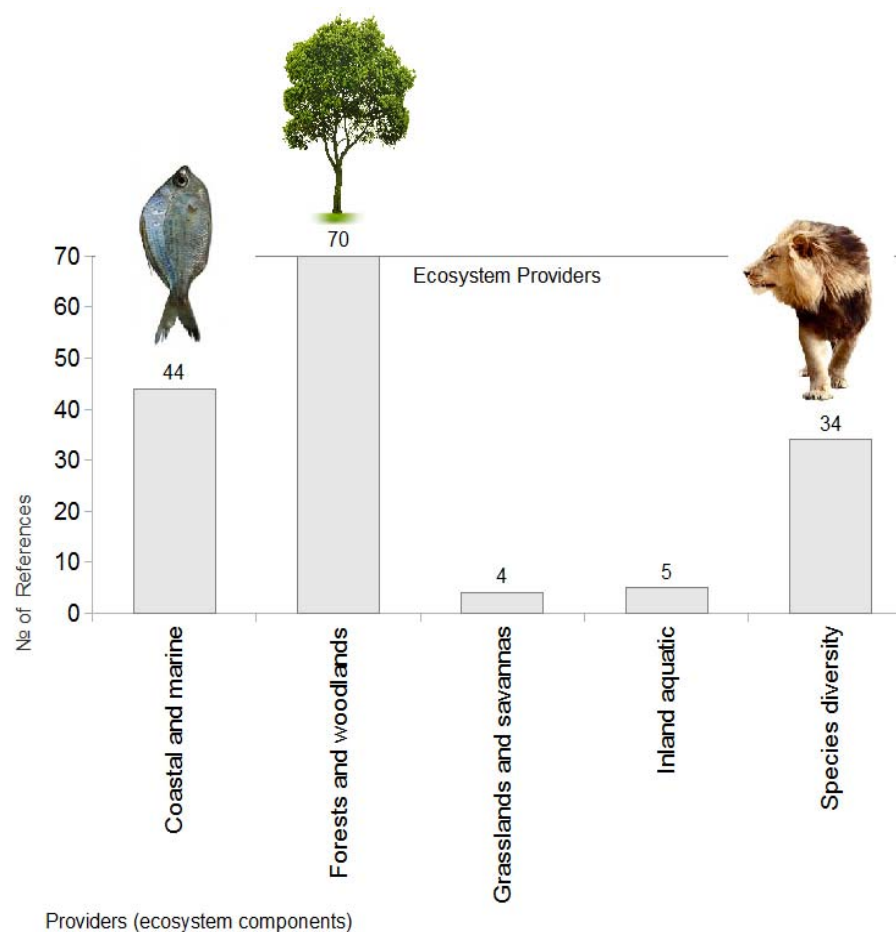 70
Ecosystem Providers
44
34
4
5
70
60
50
40
30
20
10
0
№ of References
Coastal and marine
Forests and woodlands
Grasslands and savannas
Inland aquatic
Species diversity
Providers (ecosystem components)